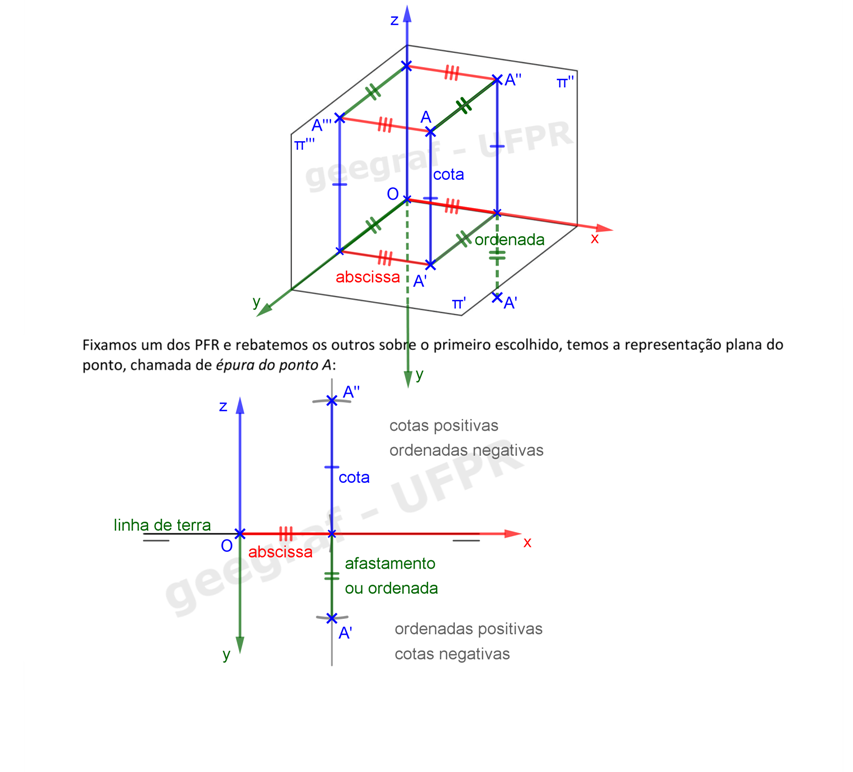 z
A''
π''
A
A'''
π'''
geegraf - UFPR
cota
O
ordenada
x
abscissa
A'
y
π'
A'
Fixamos um dos PFR e rebatemos os outros sobre o primeiro escolhido, temos a representação plana do
ponto, chamada de épura do ponto A:
y
A''
z
cotas positivas
ordenadas negativas
cota
geegraf - UFPR
linha de terra
O
abscissa
x
afastamento
ou ordenada
A'
ordenadas positivas
y
cotas negativas